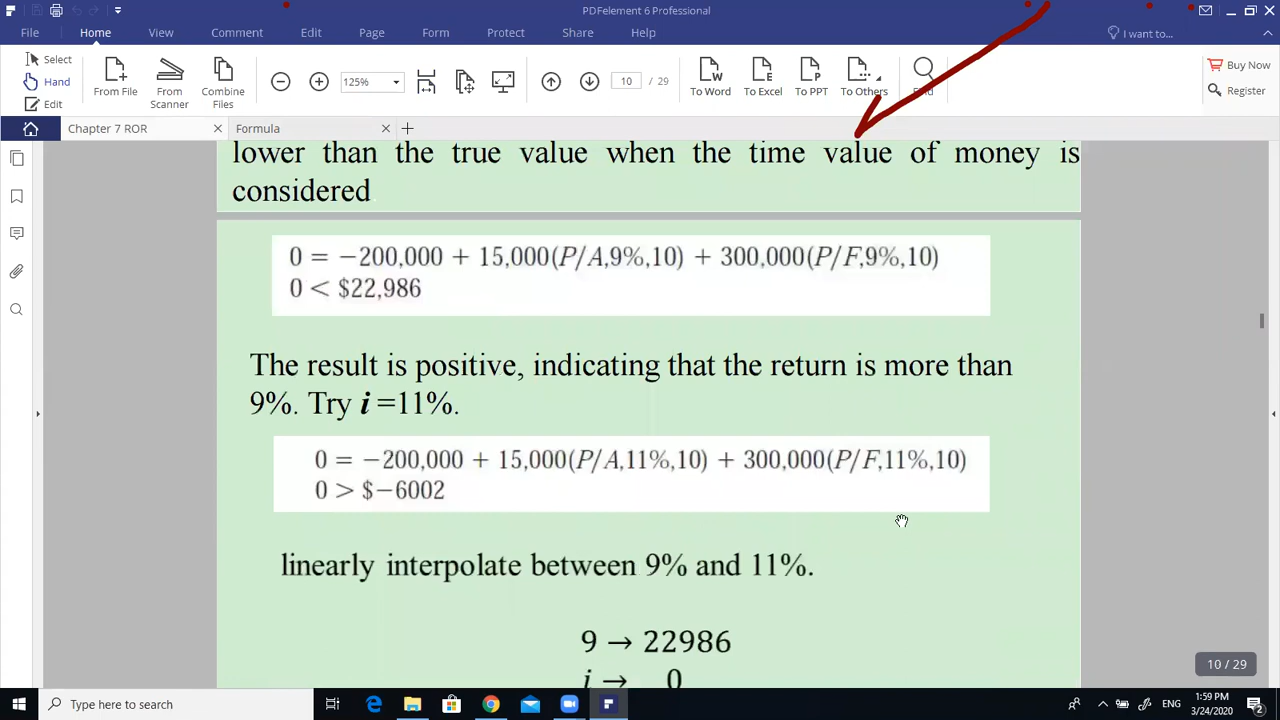 PDFelement 6 Professional
File Home View Comment Edit Page Form Protect Share Help I want to...
Select
Hand
Edit
From File
From Scanner
Combine Files
125%
10 / 29
To Word To Excel To PPT To Others
Buy Now
Register
Chapter 7 ROR Formula
lower than the true value when the time value of money is
considered
0 = −200,000 + 15,000(P/A,9%,10) + 300,000(P/F,9%,10)
0 < $22,986
The result is positive, indicating that the return is more than
9%. Try i =11%.
0 = −200,000 + 15,000(P/A,11%,10) + 300,000(P/F,11%,10)
0 > $−6002
linearly interpolate between 9% and 11%.
9 → 22986
i → 0
10 / 29
Type here to search
ENG
1:59 PM
3/24/2020
2